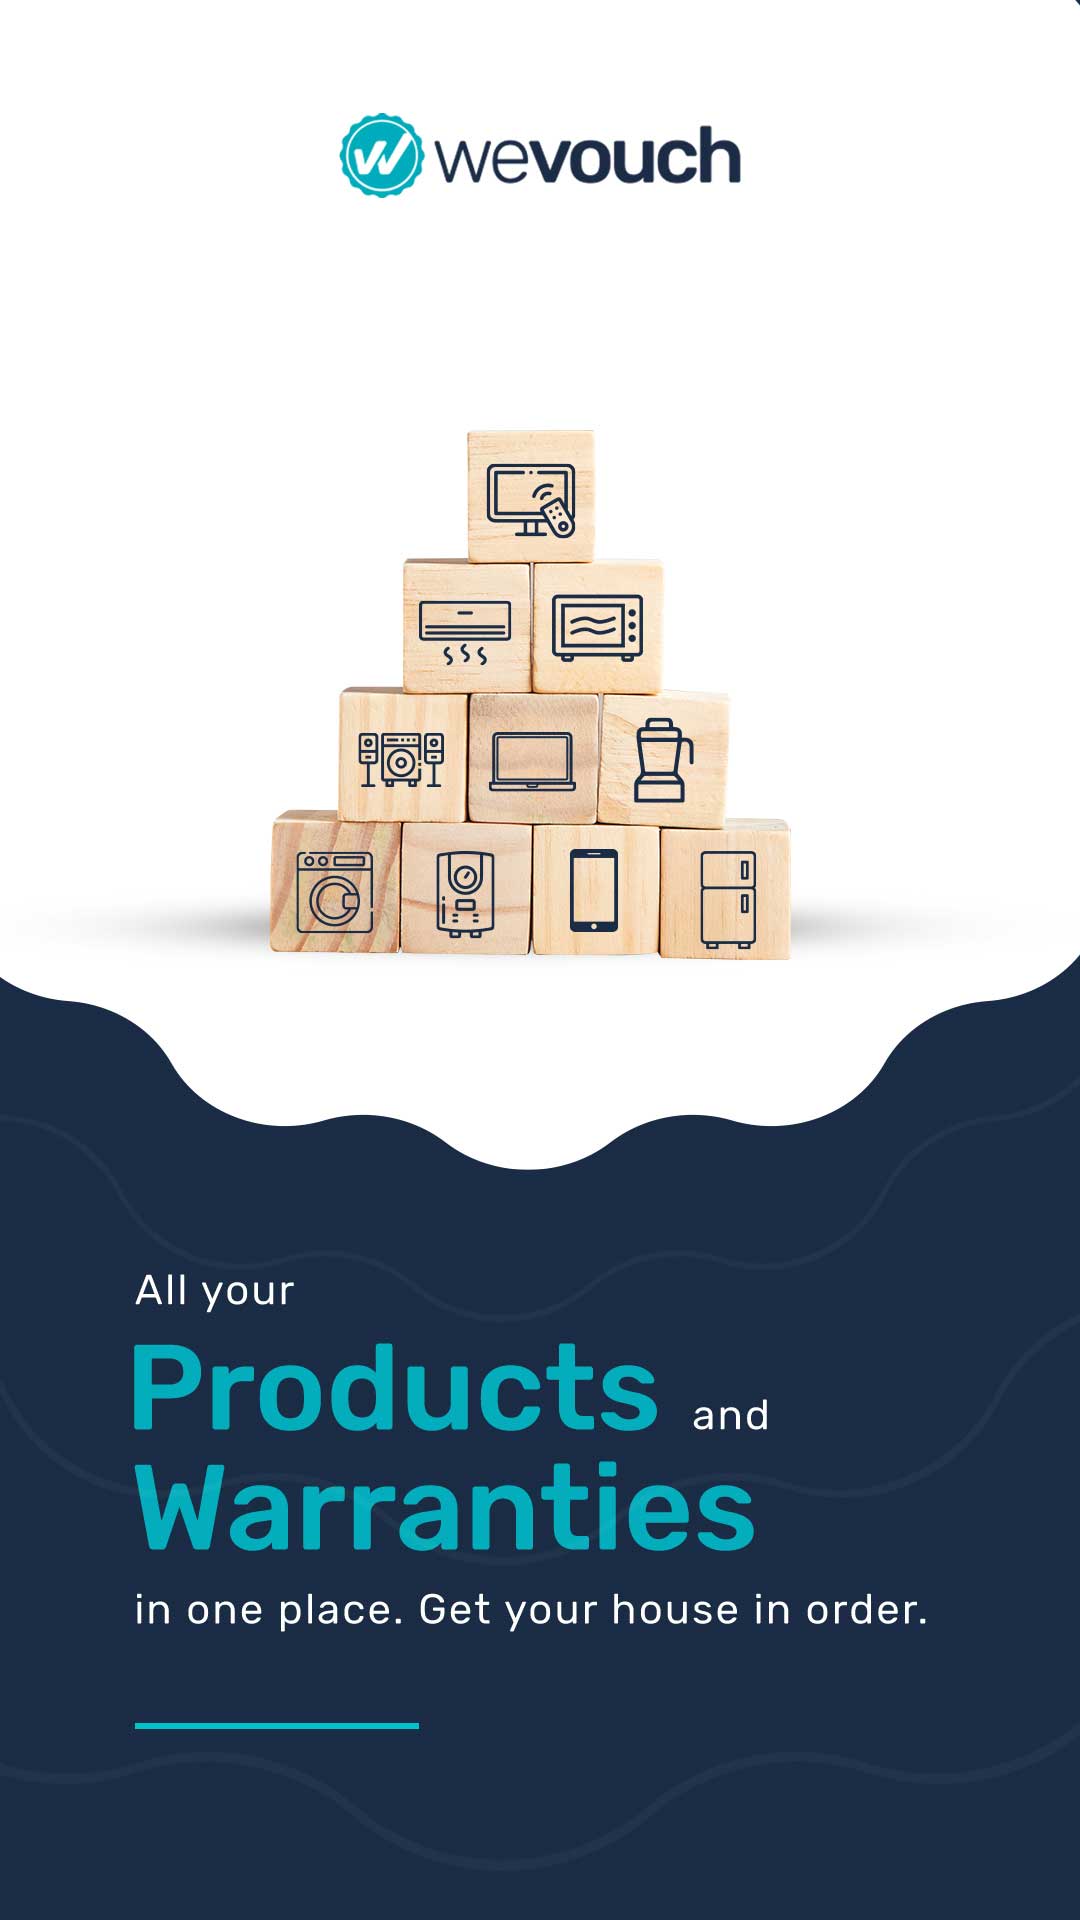 wevouch
All your
Products and
Warranties
in one place. Get your house in order.